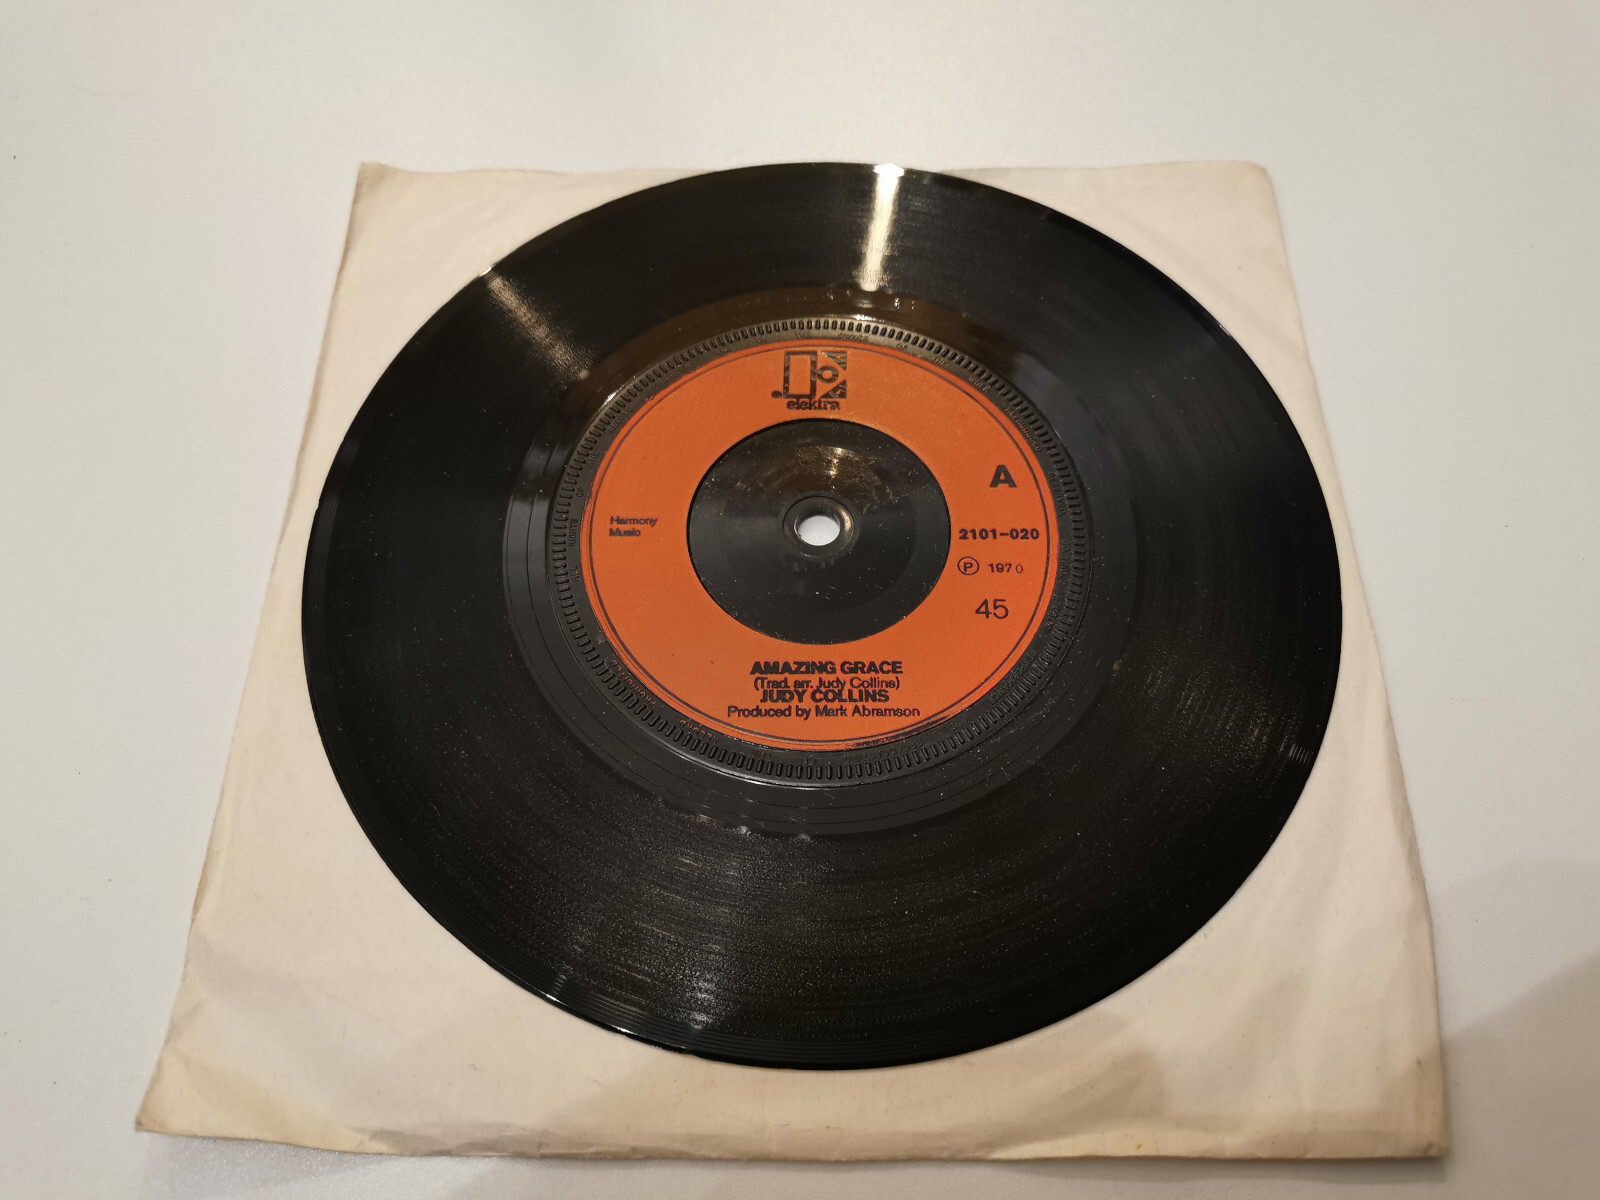 elektra
A
Harmony
Music
2101-020
Ⓟ 1970
45
AMAZING GRACE
(Trad. arr. Judy Collins)
JUDY COLLINS
Produced by Mark Abramson